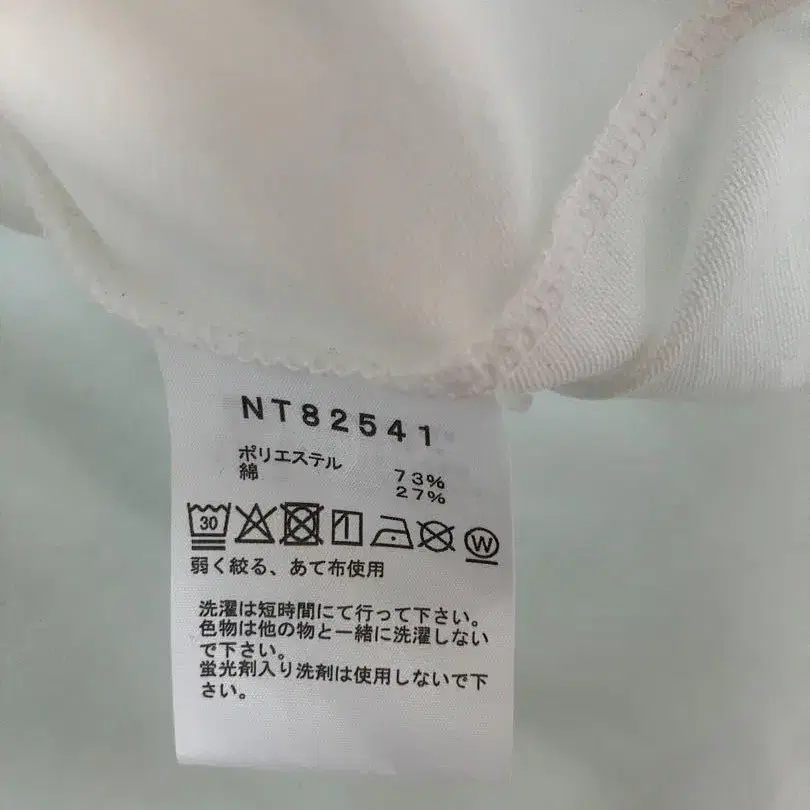 NT82541
ポリエステル 73%
綿 27%
30 W
弱く絞る、あて布使用
洗濯は短時間にて行って下さい。
色物は他の物と一緒に洗濯しない
で下さい。
蛍光剤入り洗剤は使用しないで下
さい。